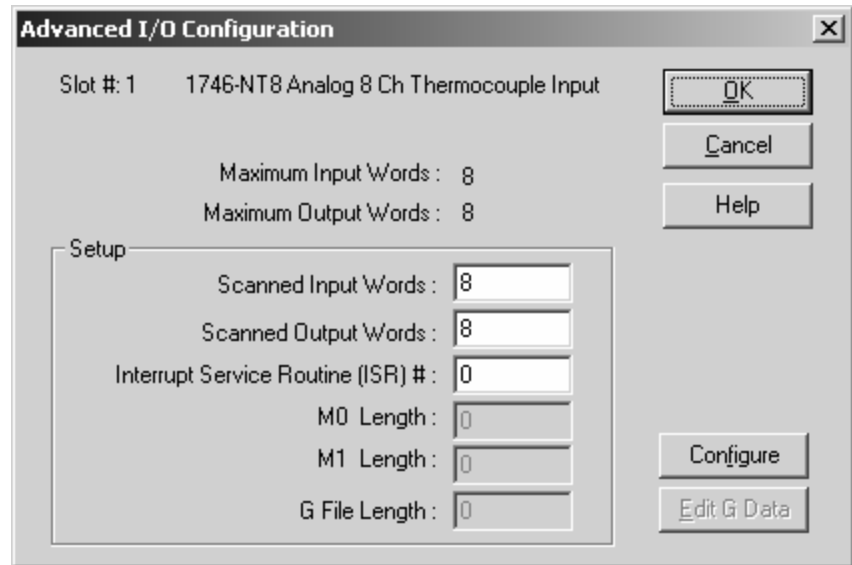 Advanced I/O Configuration
Slot #: 1 1746-NT8 Analog 8 Ch Thermocouple Input
OK
Cancel
Help
Maximum Input Words : 8
Maximum Output Words : 8
Setup
Scanned Input Words : 8
Scanned Output Words : 8
Interrupt Service Routine (ISR) # : 0
M0 Length : 0
M1 Length : 0
G File Length : 0
Configure
Edit G Data